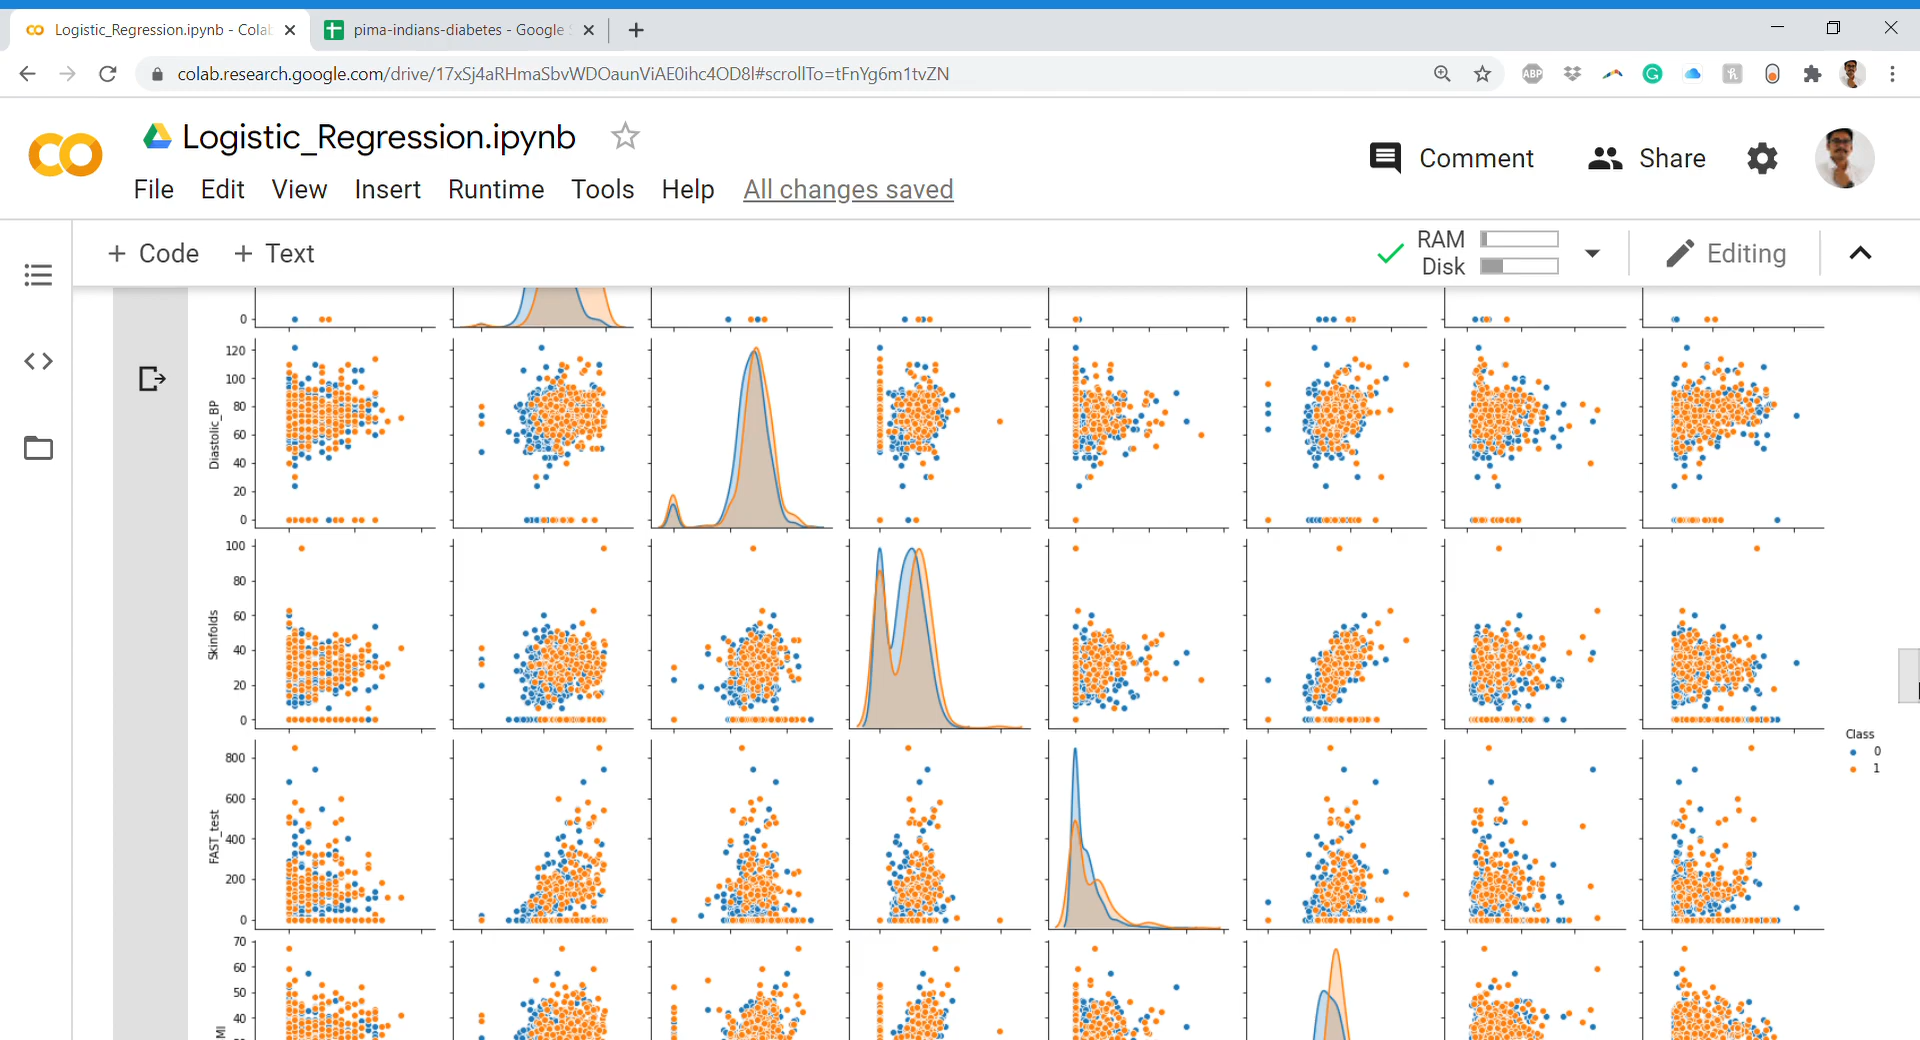 Logistic_Regression.ipynb - Cola
pima-indians-diabetes - Google S
colab.research.google.com/drive/17xSj4aRHmaSbvWDOaunViAE0ihc4OD8l#scrollTo=tFnYg6m1tvZN
ABP
Logistic_Regression.ipynb
Comment
Share
File Edit View Insert Runtime Tools Help All changes saved
+ Code + Text
RAM
Disk
Editing
0
120
100
80
60
40
20
0
Diastolic_BP
100
80
60
40
20
0
Skinfolds
800
600
400
200
0
FAST_test
70
60
50
40
MI
Class
0
1